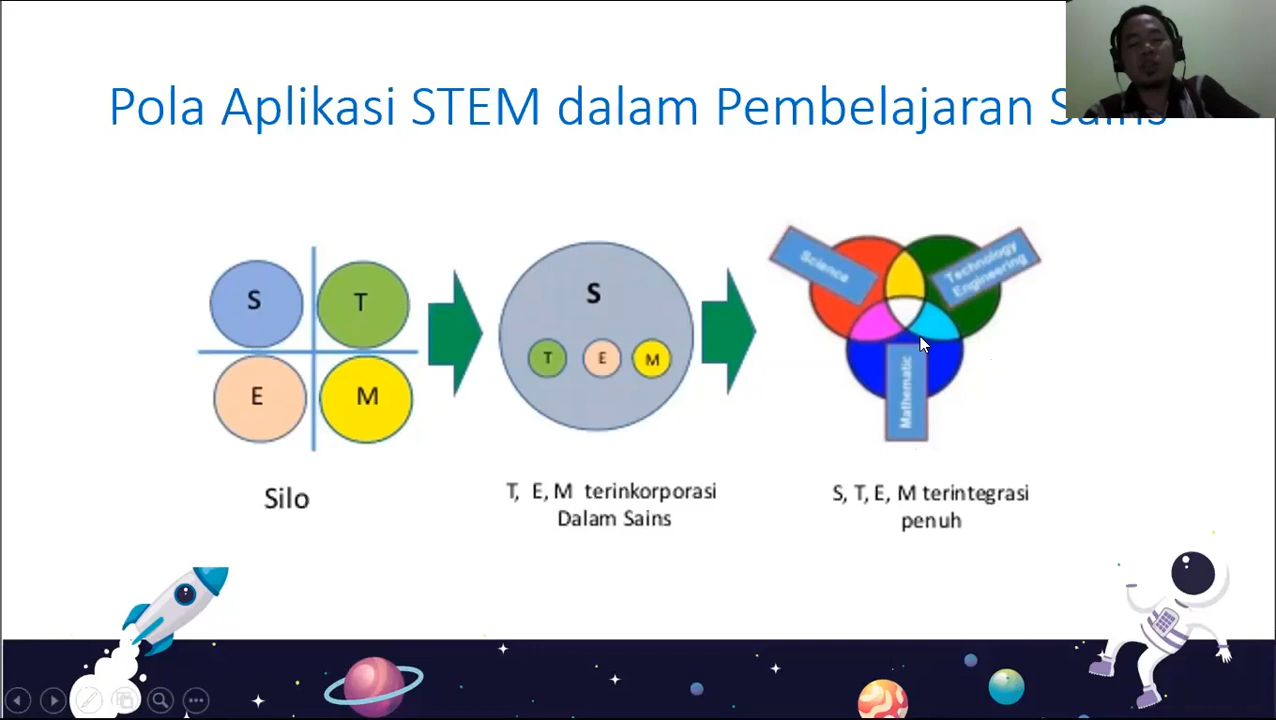 Pola Aplikasi STEM dalam Pembelajaran Sains
S
T
E
M
Silo
S
T
E
M
T, E, M terinkorporasi
Dalam Sains
Science
Technology
Engineering
Mathematic
S, T, E, M terintegrasi
penuh